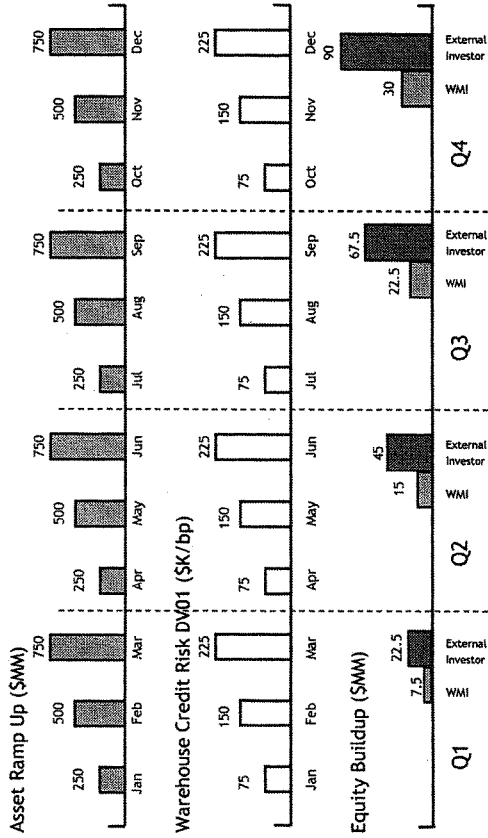 Asset Ramp Up ($MM)
250 500 750 250 500 750 250 500 750 250 500 750
Jan Feb Mar Apr May Jun Jul Aug Sep Oct Nov Dec
Warehouse Credit Risk DV01 ($K/bp)
75 150 225 75 150 225 75 150 225 75 150 225
Jan Feb Mar Apr May Jun Jul Aug Sep Oct Nov Dec
Equity Buildup ($MM)
7.5 22.5 15 45 22.5 67.5 30 90
WMI External Investor WMI External Investor WMI External Investor WMI External Investor
Q1 Q2 Q3 Q4